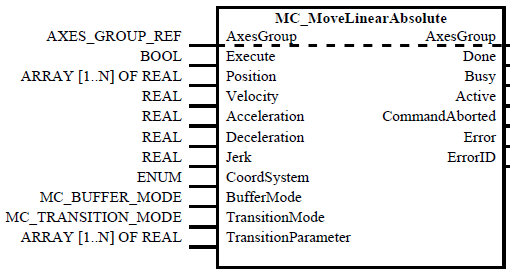 MC_MoveLinearAbsolute
AXES_GROUP_REF AxesGroup AxesGroup
BOOL Execute Done
ARRAY [1..N] OF REAL Position Busy
REAL Velocity Active
REAL Acceleration CommandAborted
REAL Deceleration Error
REAL Jerk ErrorID
ENUM CoordSystem
MC_BUFFER_MODE BufferMode
MC_TRANSITION_MODE TransitionMode
ARRAY [1..N] OF REAL TransitionParameter